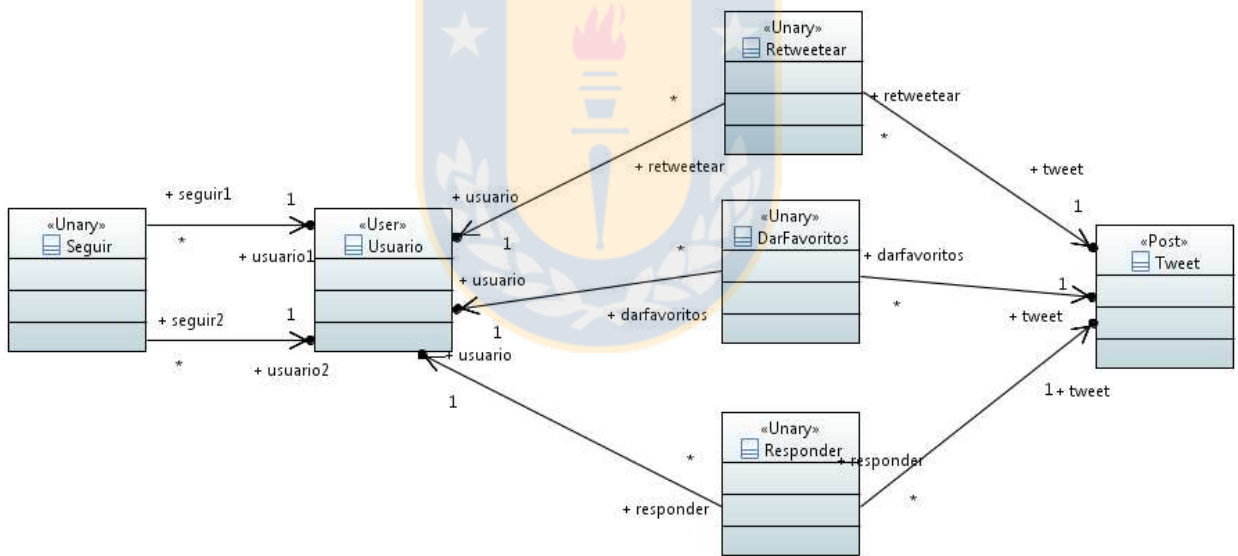 «Unary»
Retweetear
+ retweetear
*
*
+ retweetear
+ tweet
1
+ seguir1
1
+ usuario
«Unary»
Seguir
*
«User»
Usuario
+ usuario1
1
«Unary»
DarFavoritos
*
+ darfavoritos
*
«Post»
Tweet
1
+ usuario
+ darfavoritos
1
+ tweet
+ seguir2
1
*
+ usuario2
+ usuario
1
1
+ tweet
«Unary»
Responder
*
+ responder
+ responder
*